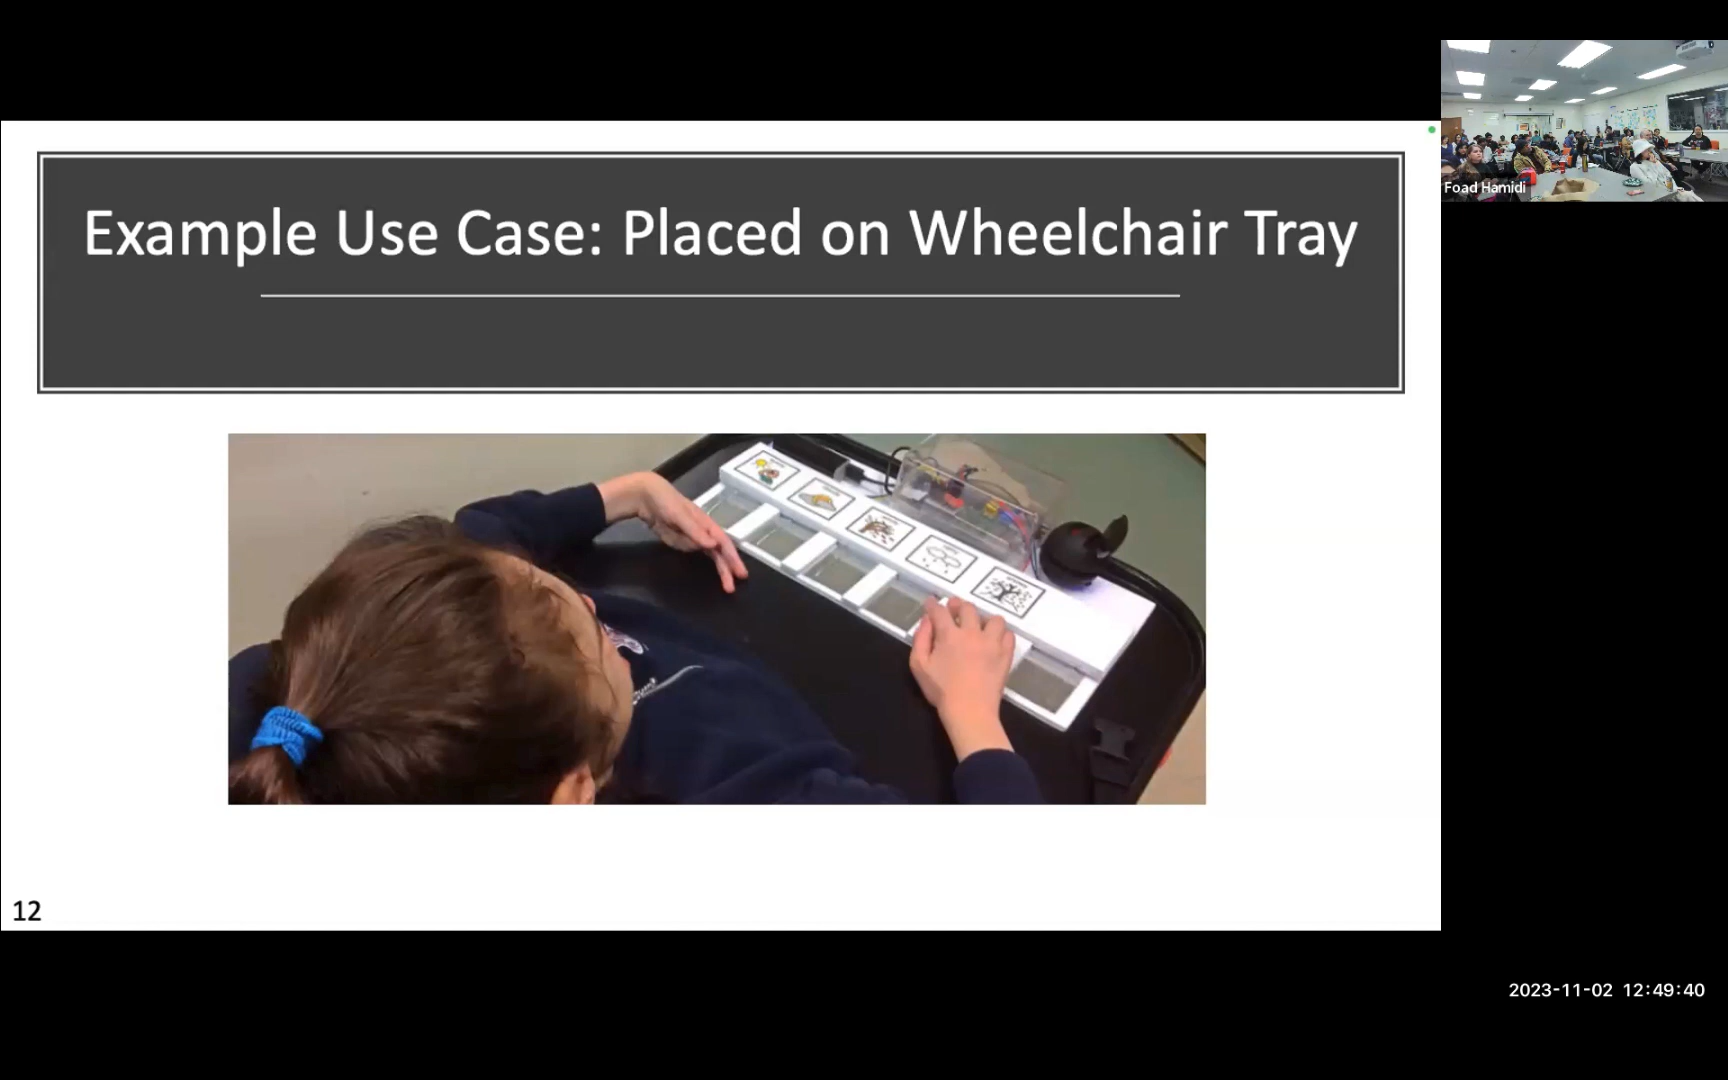 Example Use Case: Placed on Wheelchair Tray
Foad Hamidi
12
2023-11-02 12:49:40